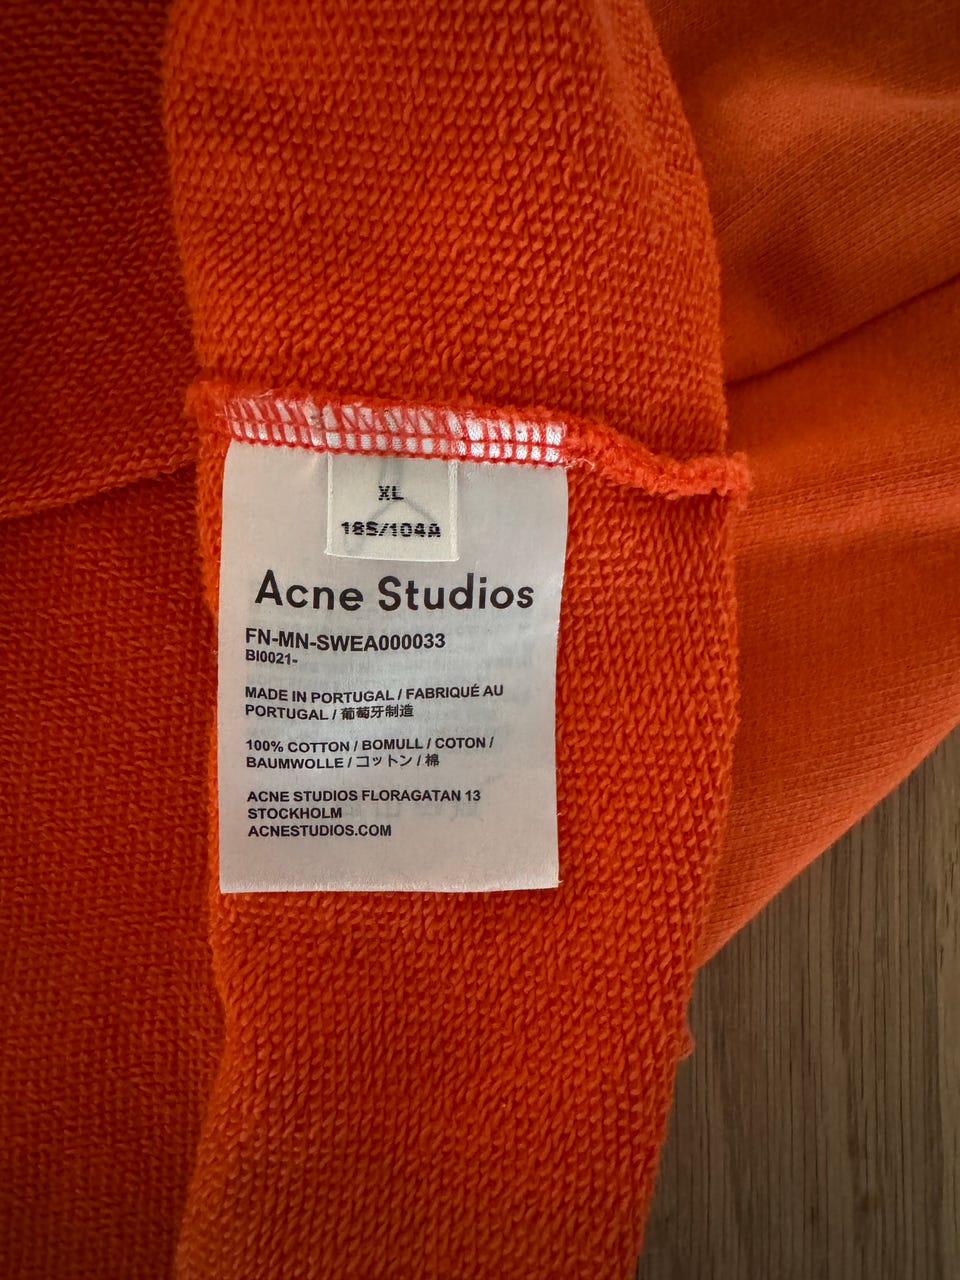 XL
185/104A
Acne Studios
FN-MN-SWEA000033
BI0021-
MADE IN PORTUGAL / FABRIQUÉ AU
PORTUGAL / 葡萄牙制造
100% COTTON / BOMULL / COTON /
BAUMWOLLE / コットン / 棉
ACNE STUDIOS FLORAGATAN 13
STOCKHOLM
ACNESTUDIOS.COM